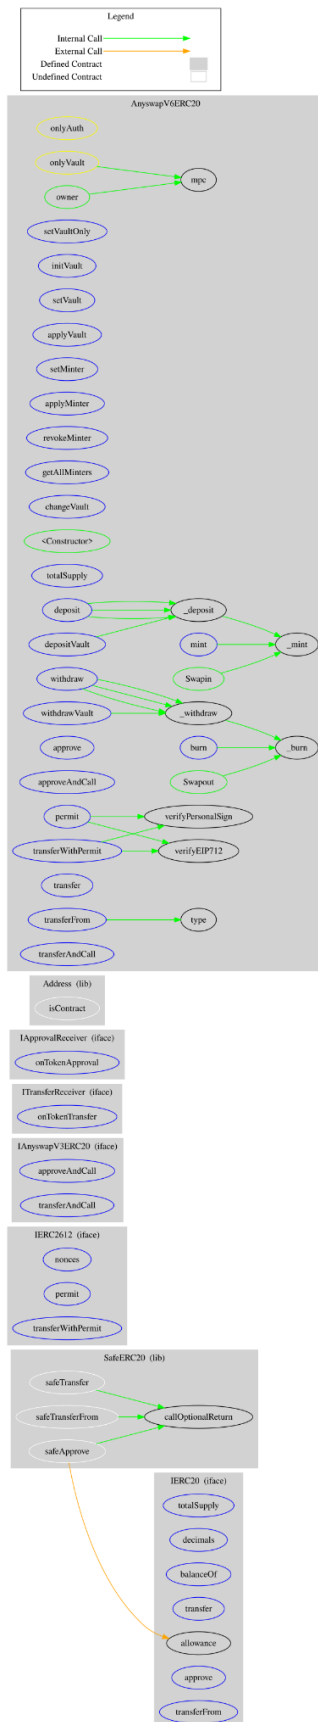 Legend
Internal Call
External Call
Defined Contract
Undefined Contract
AnyswapV6ERC20
onlyAuth
onlyVault
mpc
owner
setVaultOnly
initVault
setVault
applyVault
setMinter
applyMinter
revokeMinter
getAllMinters
changeVault
<Constructor>
totalSupply
deposit
_deposit
depositVault
mint
_mint
withdraw
Swapin
withdrawVault
_withdraw
approve
burn
_burn
approveAndCall
Swapout
permit
verifyPersonalSign
transferWithPermit
verifyEIP712
transfer
transferFrom
type
transferAndCall
Address (lib)
isContract
IApprovalReceiver (iface)
onTokenApproval
ITransferReceiver (iface)
onTokenTransfer
IAnyswapV3ERC20 (iface)
approveAndCall
transferAndCall
IERC2612 (iface)
nonces
permit
transferWithPermit
SafeERC20 (lib)
safeTransfer
safeTransferFrom
callOptionalReturn
safeApprove
IERC20 (iface)
totalSupply
decimals
balanceOf
transfer
allowance
approve
transferFrom